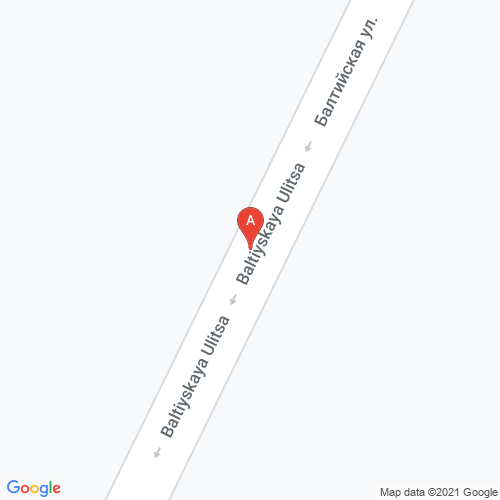 Балтийская ул.
Baltiyskaya Ulitsa
A
Baltiyskaya Ulitsa
Google
Map data ©2021 Google